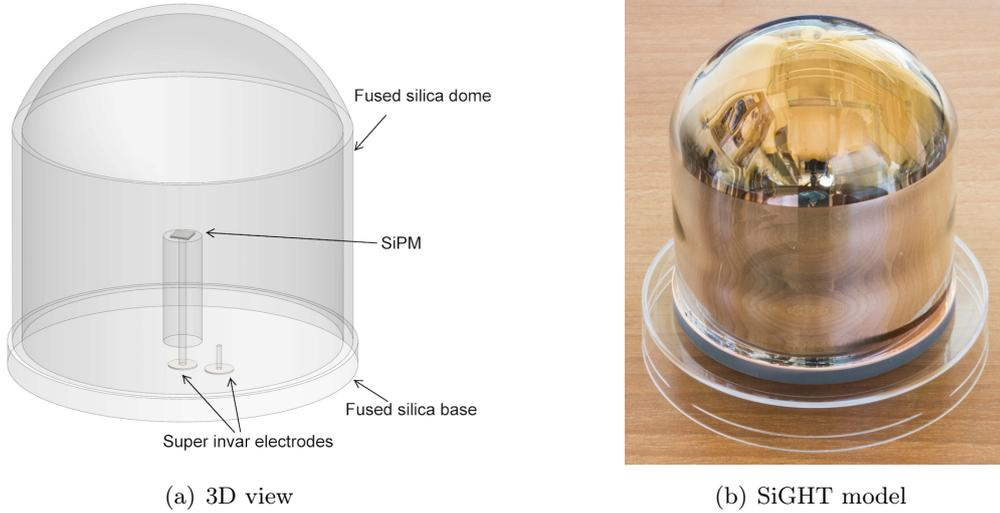 Fused silica dome
SiPM
Fused silica base
Super invar electrodes
(a) 3D view
(b) SiGHT model